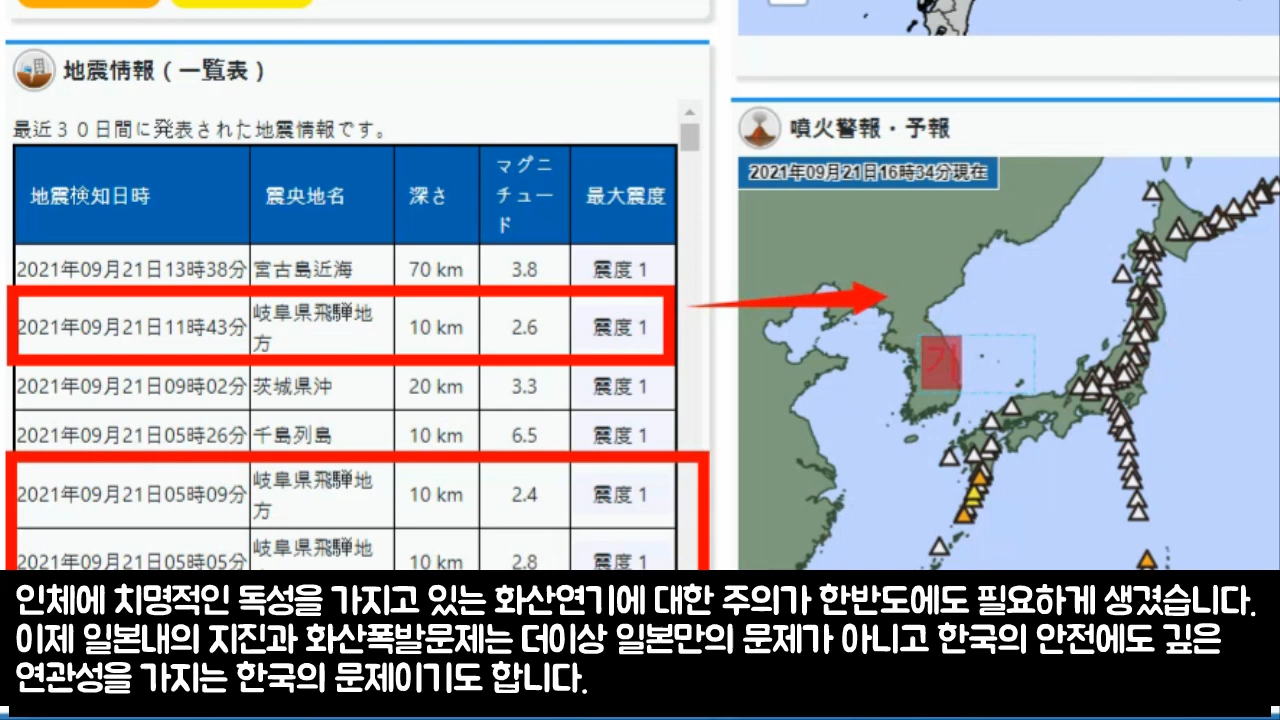 地震情報（一覧表）
最近３０日間に発表された地震情報です。
地震検知日時 震央地名 深さ マグニチュード 最大震度
2021年09月21日13時38分 宮古島近海 70 km 3.8 震度１
2021年09月21日11時43分 岐阜県飛騨地方 10 km 2.6 震度１
2021年09月21日09時02分 茨城県沖 20 km 3.3 震度１
2021年09月21日05時26分 千島列島 10 km 6.5 震度１
2021年09月21日05時09分 岐阜県飛騨地方 10 km 2.4 震度１
2021年09月21日05時05分 岐阜県飛騨地方 10 km 2.8 震度１
噴火警報・予報
2021年09月21日16時34分現在
기
인체에 치명적인 독성을 가지고 있는 화산연기에 대한 주의가 한반도에도 필요하게 생겼습니다.
이제 일본내의 지진과 화산폭발문제는 더이상 일본만의 문제가 아니고 한국의 안전에도 깊은
연관성을 가지는 한국의 문제이기도 합니다.